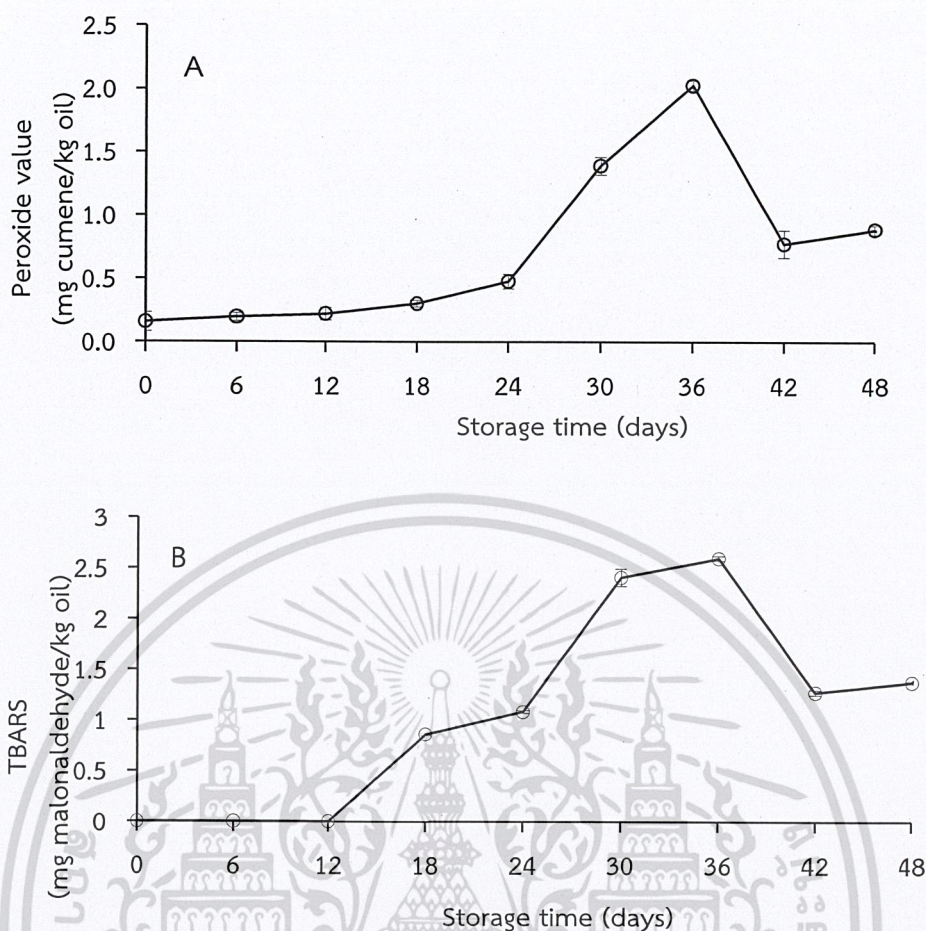 A
Peroxide value
(mg cumene/kg oil)
2.5
2.0
1.5
1.0
0.5
0.0
0 6 12 18 24 30 36 42 48
Storage time (days)
B
TBARS
(mg malonaldehyde/kg oil)
3
2.5
2
1.5
1
0.5
0
0 6 12 18 24 30 36 42 48
Storage time (days)